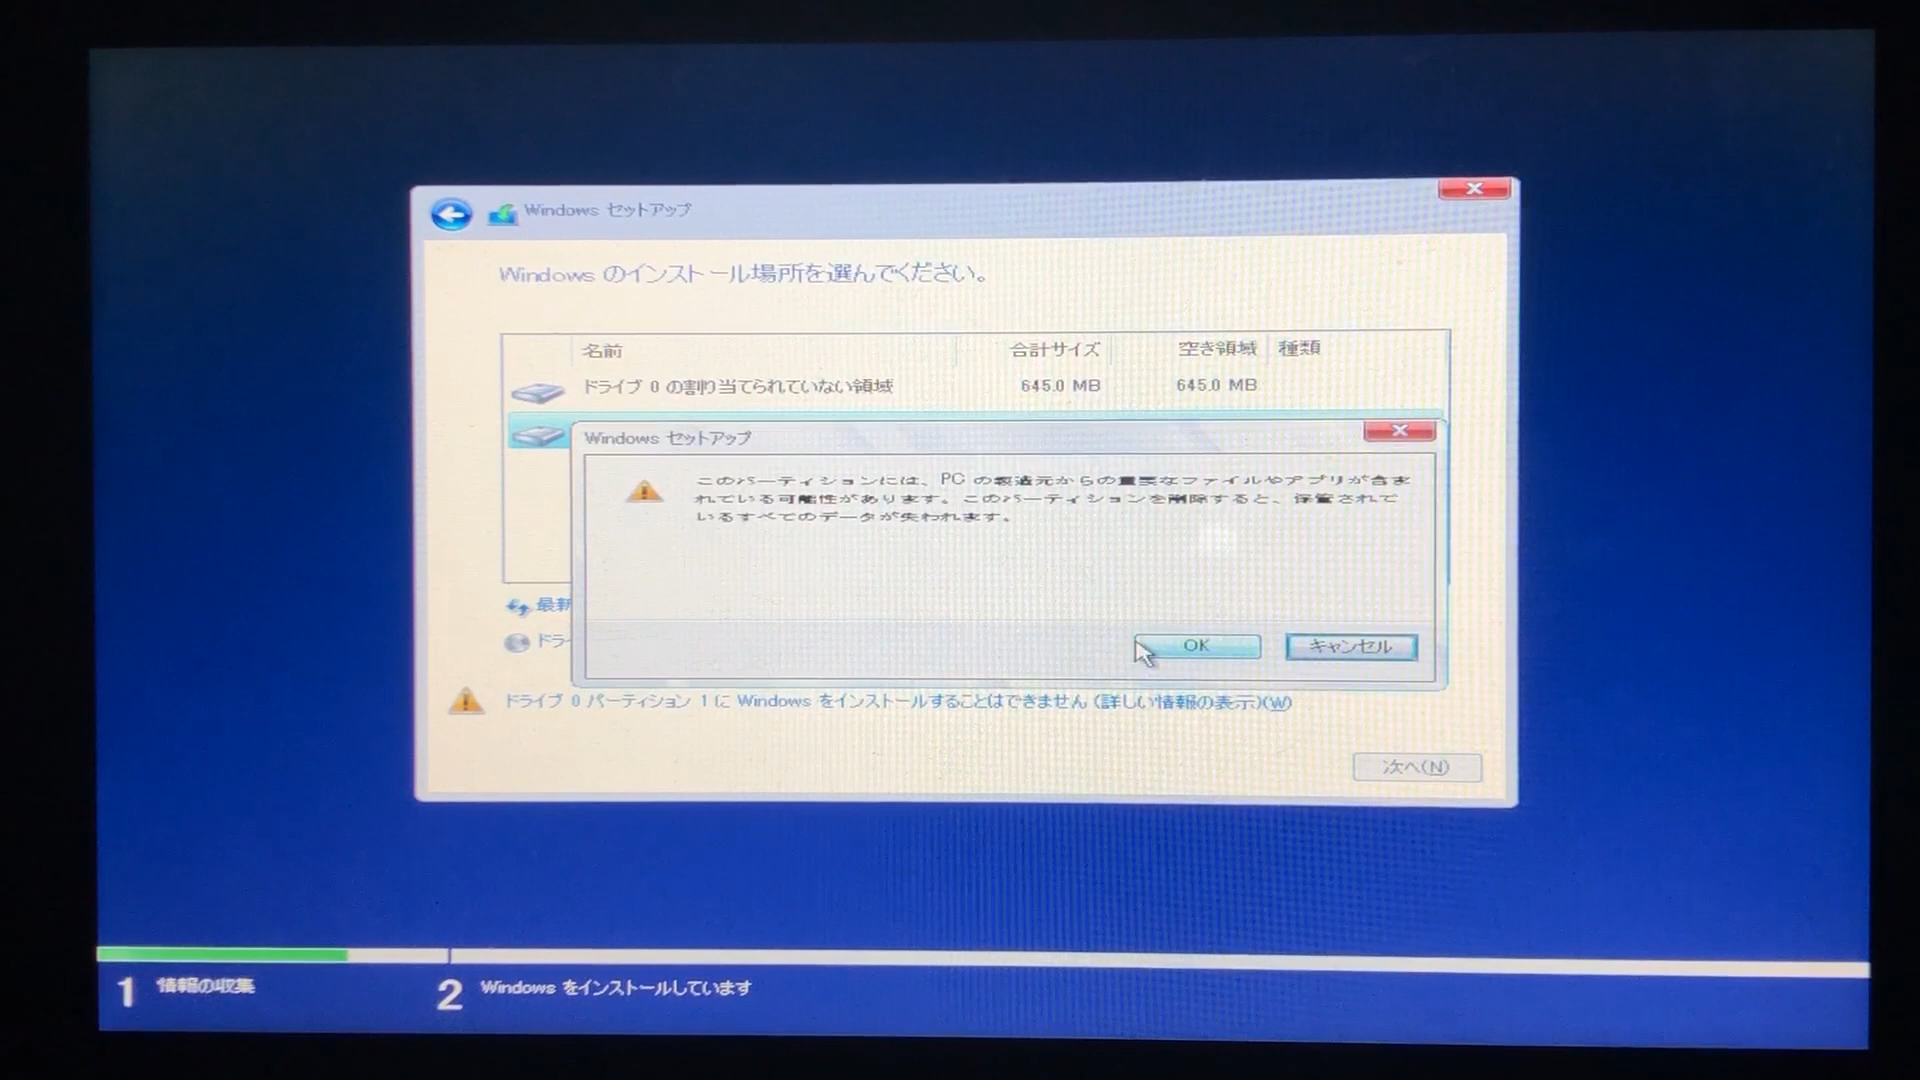 Windows セットアップ
Windows のインストール場所を選んでください。
名前 合計サイズ 空き領域 種類
ドライブ 0 の割り当てられていない領域 645.0 MB 645.0 MB
Windows セットアップ
このパーティションには、PC の製造元からの重要なファイルやアプリが含ま
れている可能性があります。このパーティションを削除すると、保管されて
いるすべてのデータが失われます。
OK キャンセル
最新
ドラ
ドライブ 0 パーティション 1 に Windows をインストールすることはできません (詳しい情報の表示)(W)
次へ(N)
1 情報の収集
2 Windows をインストールしています